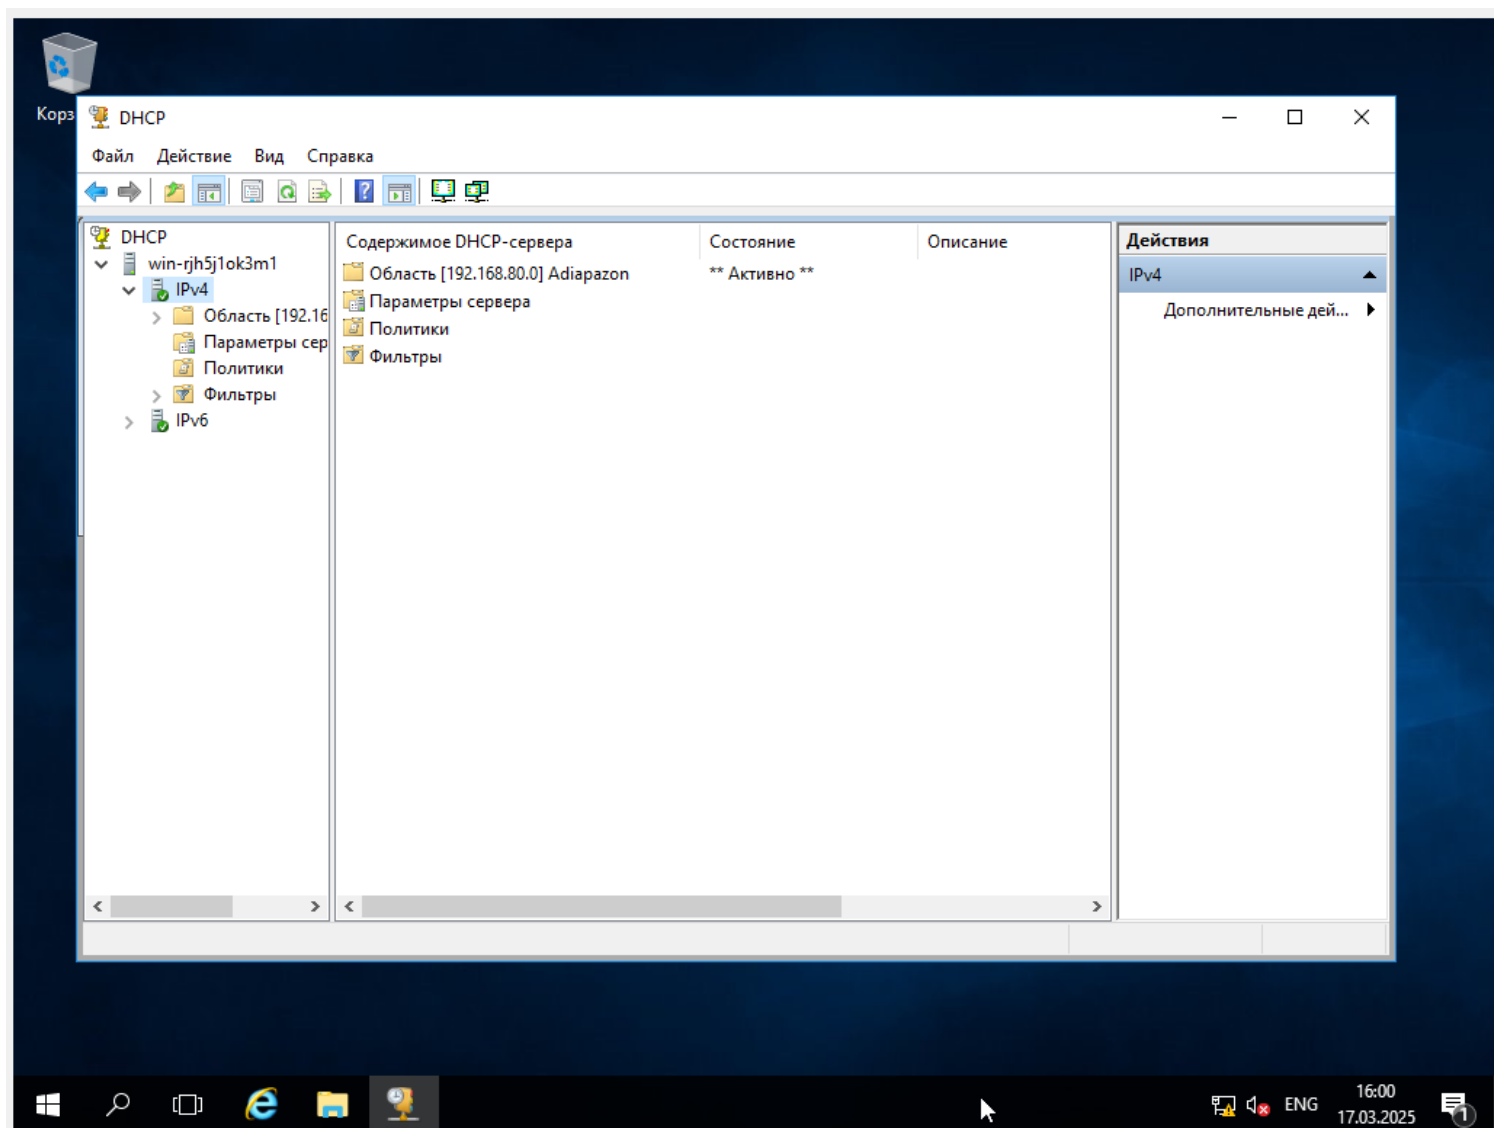 Корз
DHCP
Файл Действие Вид Справка
DHCP
win-rjh5j1ok3m1
IPv4
Область [192.16
Параметры сер
Политики
Фильтры
IPv6
Содержимое DHCP-сервера Состояние Описание
Область [192.168.80.0] Adiapazon ** Активно **
Параметры сервера
Политики
Фильтры
Действия
IPv4
Дополнительные дей...
ENG
16:00
17.03.2025
1